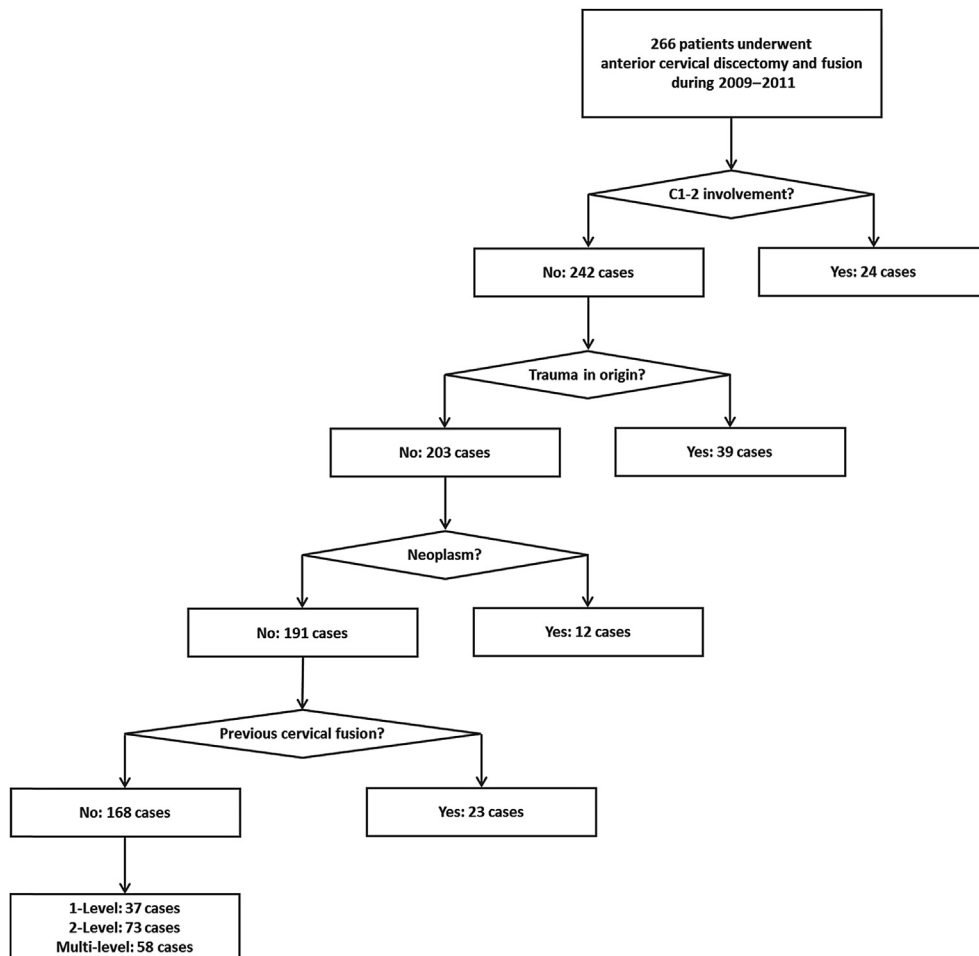 266 patients underwent
anterior cervical discectomy and fusion
during 2009–2011
C1-2 involvement?
No: 242 cases
Yes: 24 cases
Trauma in origin?
No: 203 cases
Yes: 39 cases
Neoplasm?
No: 191 cases
Yes: 12 cases
Previous cervical fusion?
No: 168 cases
Yes: 23 cases
1-Level: 37 cases
2-Level: 73 cases
Multi-level: 58 cases